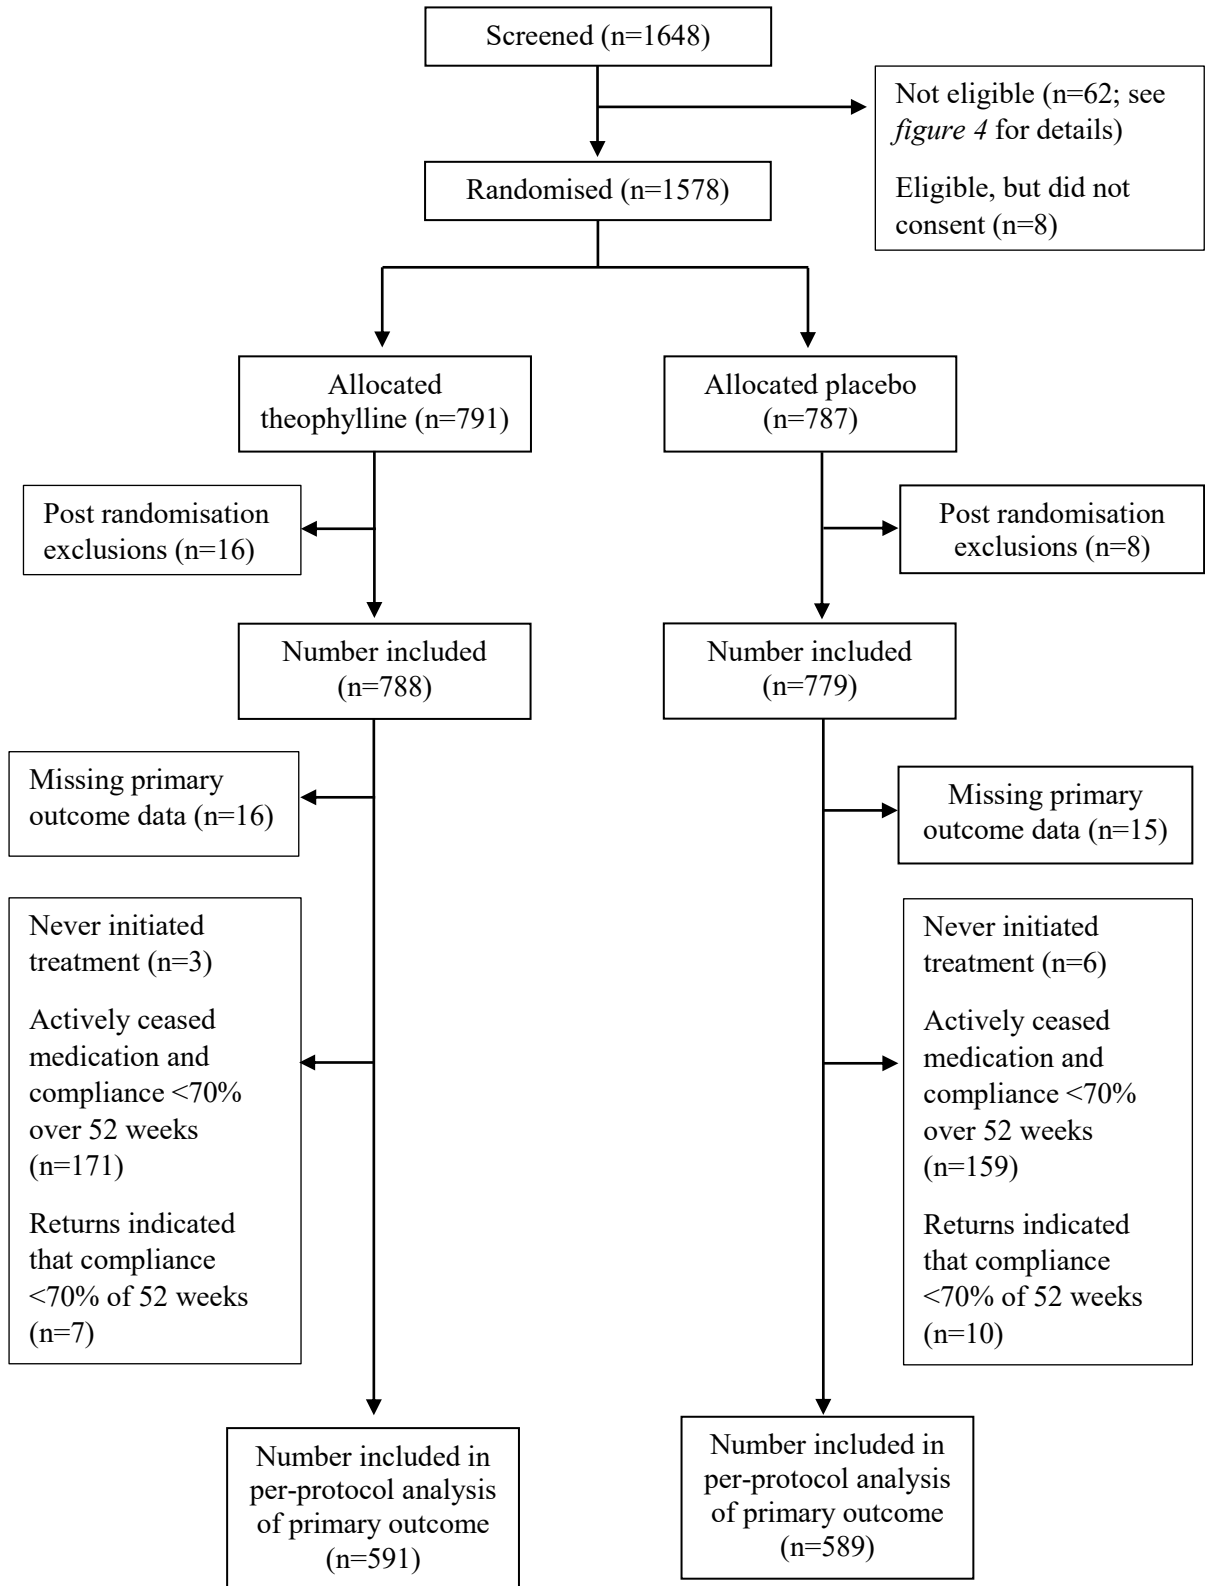 Screened (n=1648)
Not eligible (n=62; see
figure 4 for details)
Eligible, but did not
consent (n=8)
Randomised (n=1578)
Allocated
theophylline (n=791)
Allocated placebo
(n=787)
Post randomisation
exclusions (n=16)
Post randomisation
exclusions (n=8)
Number included
(n=788)
Number included
(n=779)
Missing primary
outcome data (n=16)
Missing primary
outcome data (n=15)
Never initiated
treatment (n=3)
Actively ceased
medication and
compliance <70%
over 52 weeks
(n=171)
Returns indicated
that compliance
<70% of 52 weeks
(n=7)
Never initiated
treatment (n=6)
Actively ceased
medication and
compliance <70%
over 52 weeks
(n=159)
Returns indicated
that compliance
<70% of 52 weeks
(n=10)
Number included in
per-protocol analysis
of primary outcome
(n=591)
Number included in
per-protocol analysis
of primary outcome
(n=589)